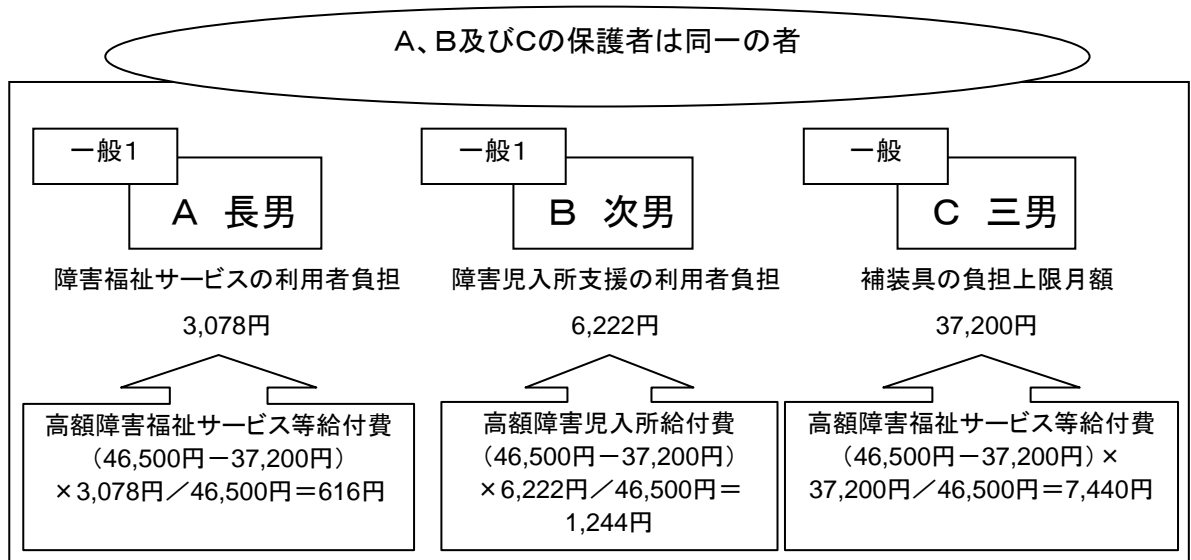 A、B及びCの保護者は同一の者
一般1
A 長男
障害福祉サービスの利用者負担
3,078円
高額障害福祉サービス等給付費
(46,500円-37,200円)
×3,078円/46,500円=616円
一般1
B 次男
障害児入所支援の利用者負担
6,222円
高額障害児入所給付費
(46,500円-37,200円)
×6,222円/46,500円=
1,244円
一般
C 三男
補装具の負担上限月額
37,200円
高額障害福祉サービス等給付費
(46,500円-37,200円)×
37,200円/46,500円=7,440円